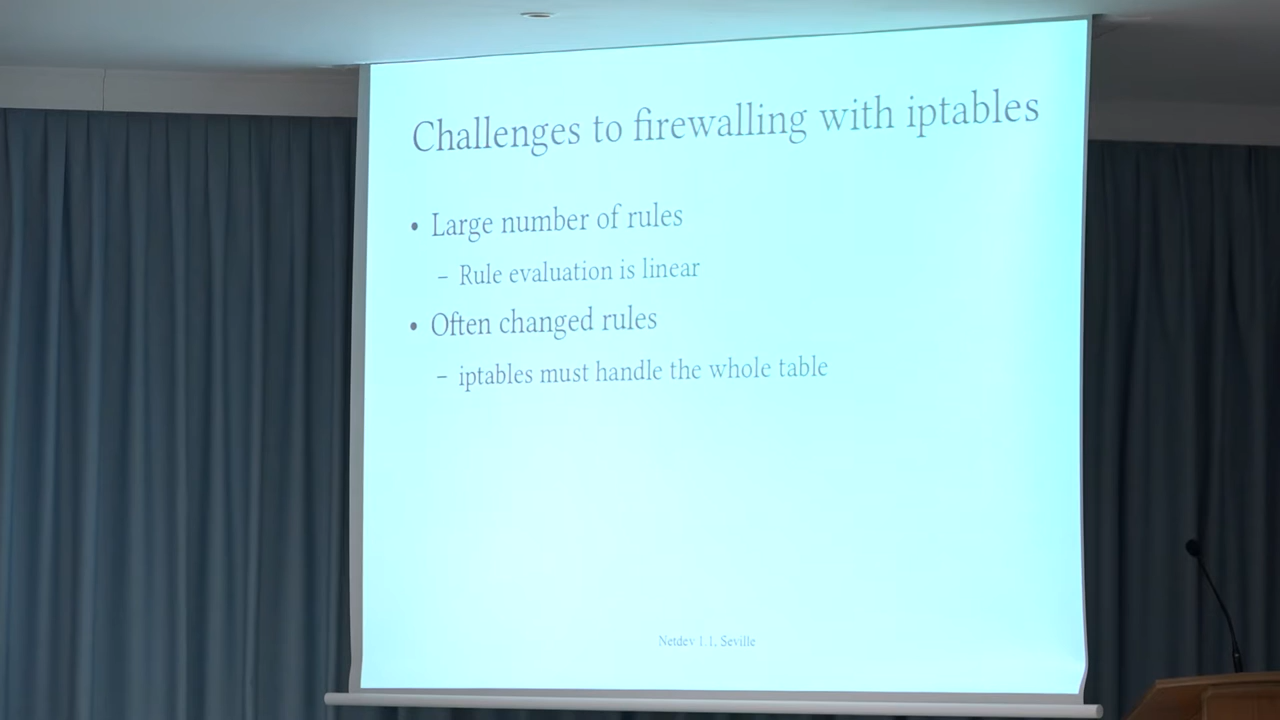 Challenges to firewalling with iptables
• Large number of rules
– Rule evaluation is linear
• Often changed rules
– iptables must handle the whole table
Netdev 1.1, Seville